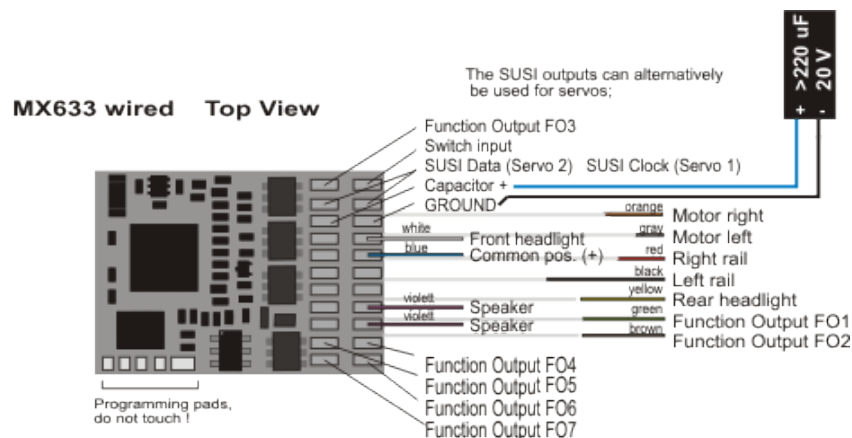 >220 uF
20 V
+ -
The SUSI outputs can alternatively
be used for servos;
MX633 wired Top View
Function Output FO3
Switch input
SUSI Data (Servo 2) SUSI Clock (Servo 1)
Capacitor +
GROUND
orange Motor right
white Front headlight
gray Motor left
blue Common pos. (+)
red Right rail
black Left rail
yellow Rear headlight
violett Speaker
green Function Output FO1
violett Speaker
brown Function Output FO2
Function Output FO4
Function Output FO5
Function Output FO6
Function Output FO7
Programming pads,
do not touch !